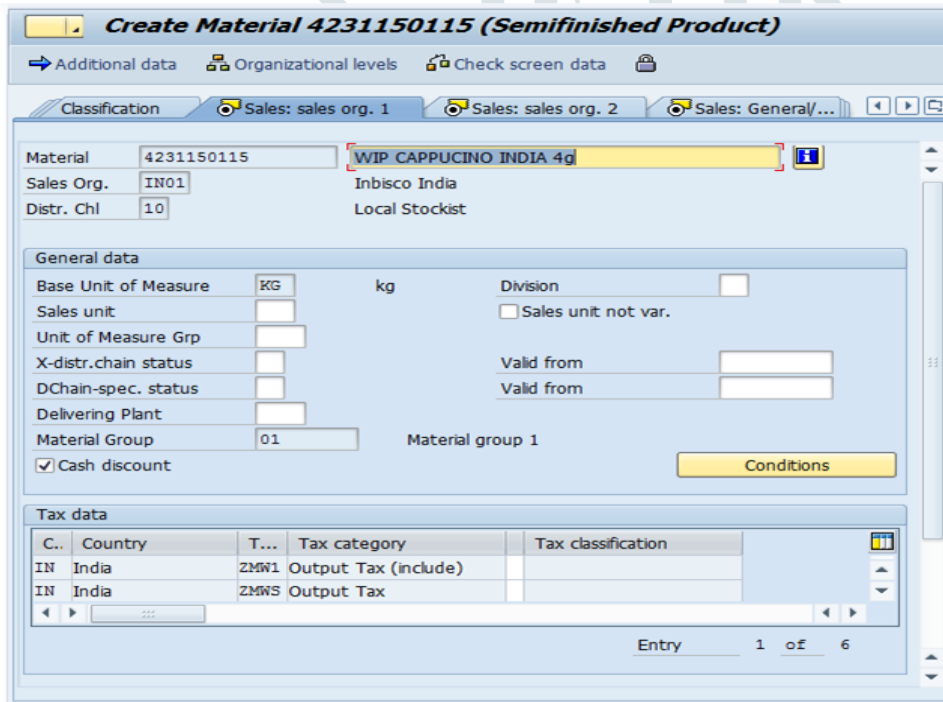 Create Material 4231150115 (Semifinished Product)
Additional data Organizational levels Check screen data
Classification Sales: sales org. 1 Sales: sales org. 2 Sales: General/...
Material 4231150115 WIP CAPPUCINO INDIA 4g
Sales Org. IN01 Inbisco India
Distr. Chl 10 Local Stockist
General data
Base Unit of Measure KG kg Division
Sales unit Sales unit not var.
Unit of Measure Grp
X-distr.chain status Valid from
DChain-spec. status Valid from
Delivering Plant
Material Group 01 Material group 1
Cash discount Conditions
Tax data
C.. Country T... Tax category Tax classification
IN India ZMW1 Output Tax (include)
IN India ZMWS Output Tax
Entry 1 of 6